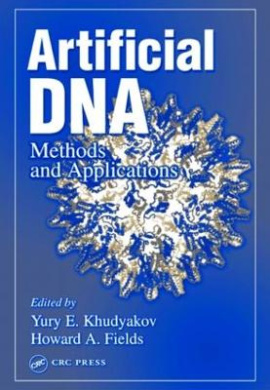 Artificial
DNA
Methods
and Applications
Edited by
Yury E. Khudyakov
Howard A. Fields
CRC PRESS